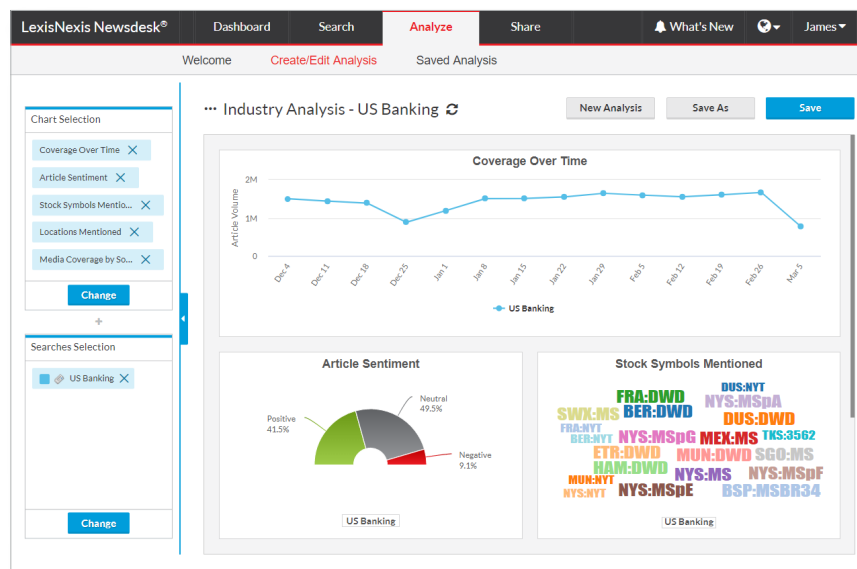 LexisNexis Newsdesk®
Dashboard
Search
Analyze
Share
What's New
James
Welcome
Create/Edit Analysis
Saved Analysis
Chart Selection
Coverage Over Time
Article Sentiment
Stock Symbols Mentio...
Locations Mentioned
Media Coverage by So...
Change
+
Searches Selection
US Banking
Change
··· Industry Analysis - US Banking
New Analysis
Save As
Save
Coverage Over Time
Article Volume
2M
1M
0
Dec 4
Dec 11
Dec 18
Dec 25
Jan 1
Jan 8
Jan 15
Jan 22
Jan 29
Feb 5
Feb 12
Feb 19
Feb 26
Mar 5
US Banking
Article Sentiment
Positive
41.5%
Neutral
49.5%
Negative
9.1%
US Banking
Stock Symbols Mentioned
DUS:NYT
FRA:DWD
NYS:MSpA
SWX:MS
BER:DWD
DUS:DWD
FRA:NYT
BER:NYT
NYS:MSpG
MEX:MS
TKS:3562
ETR:DWD
MUN:DWD
SGO:MS
HAM:DWD
NYS:MS
NYS:MSpF
MUN:NYT
NYS:NYT
NYS:MSpE
BSP:MSBR34
US Banking